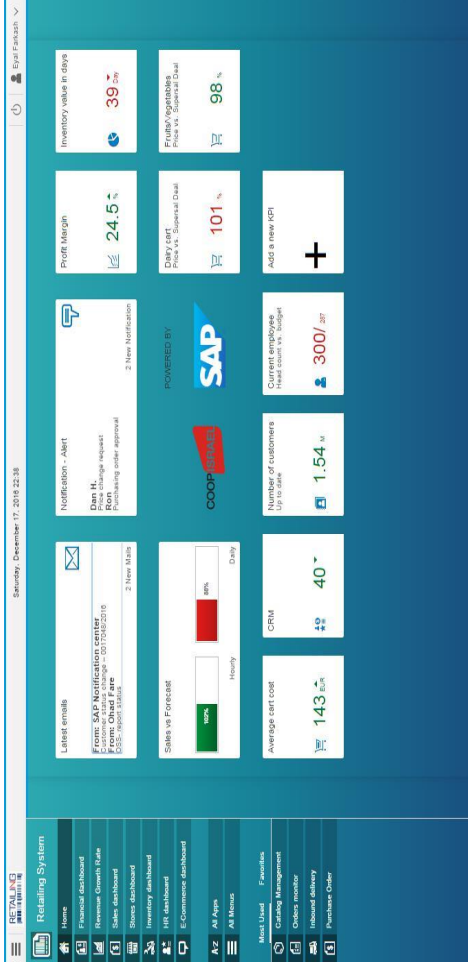 RETAILING
Saturday, December 17, 2016 22:38
Eyal Farkash
Retailing System
Home
Financial dashboard
Revenue Growth Rate
Sales dashboard
Stores dashboard
Inventory dashboard
HR dashboard
E-Commerce dashboard
A-Z All Apps
All Menus
Most Used Favorites
Catalog Management
Orders monitor
Inbound delivery
Purchase Order
Latest emails
From: SAP Notification center
Customer status change – 0017048/2016
From: Ohad Fare
OSS- report status
2 New Mails
Notification - Alert
Dan H.
Price change request
Ron
Purchasing order approval
2 New Notification
Profit Margin
24.5 %
Inventory value in days
39 Day
Sales vs Forecast
102%
88%
Hourly
Daily
COOP ISRAEL
POWERED BY
SAP
Dairy cart
Price vs. Supersal Deal
101 %
Fruits/Vegetables
Price vs. Supersal Deal
98 %
Average cart cost
143 EUR
CRM
40
Number of customers
Up to date
1.54 M
Current employee
Head count vs. budget
300/ 287
Add a new KPI